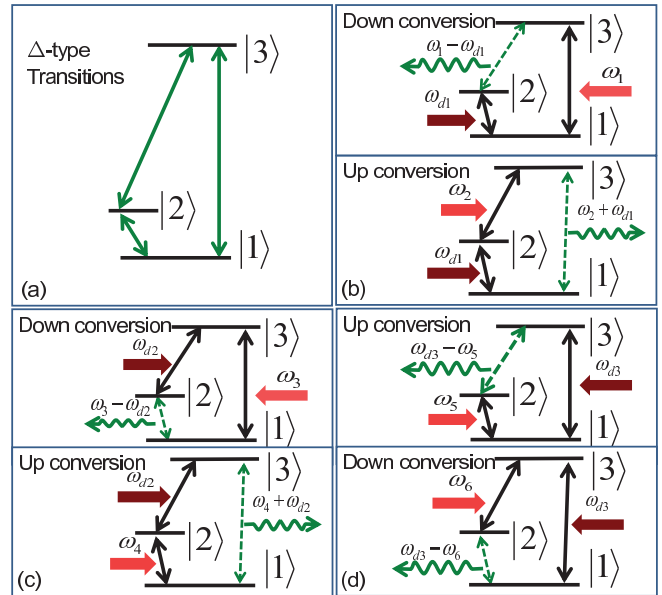 Δ-type
Transitions
|3⟩
|2⟩
|1⟩
(a)
Down conversion
ω1 − ωd1
|3⟩
ω1
ωd1
|2⟩
|1⟩
Up conversion
|3⟩
ω2
ω2 + ωd1
|2⟩
ωd1
|1⟩
(b)
Down conversion
ωd2
|3⟩
ω3
ω3 − ωd2
|2⟩
|1⟩
Up conversion
|3⟩
ωd2
ω4 + ωd2
|2⟩
ω4
|1⟩
(c)
Up conversion
ωd3 − ω5
|3⟩
ωd3
|2⟩
ω5
|1⟩
Down conversion
|3⟩
ω6
ωd3
|2⟩
ωd3 − ω6
|1⟩
(d)